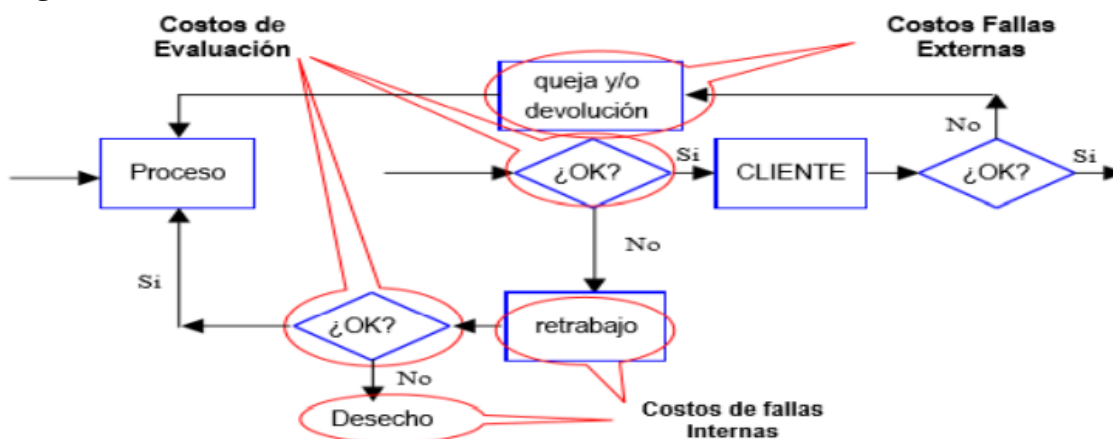 Costos de
Evaluación
Costos Fallas
Externas
queja y/o
devolución
No
Si
Proceso
¿OK?
Si
CLIENTE
¿OK?
No
Si
¿OK?
retrabajo
No
Desecho
Costos de fallas
Internas